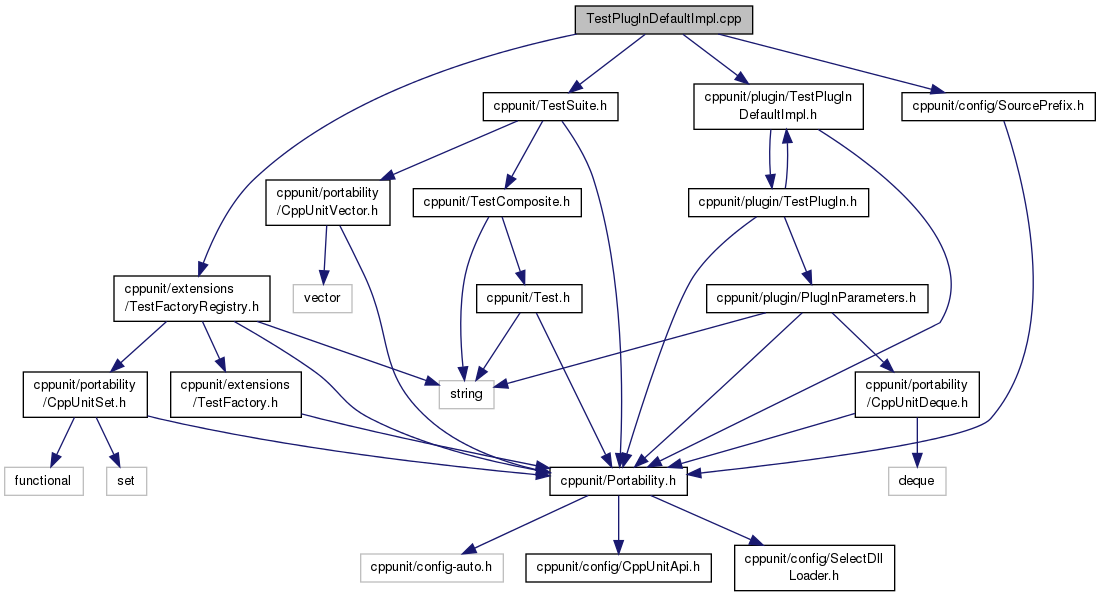 TestPlugInDefaultImpl.cpp
cppunit/TestSuite.h
cppunit/plugin/TestPlugIn
DefaultImpl.h
cppunit/config/SourcePrefix.h
cppunit/portability
/CppUnitVector.h
cppunit/TestComposite.h
cppunit/plugin/TestPlugIn.h
cppunit/extensions
/TestFactoryRegistry.h
vector
cppunit/Test.h
cppunit/plugin/PlugInParameters.h
cppunit/portability
/CppUnitSet.h
cppunit/extensions
/TestFactory.h
string
cppunit/portability
/CppUnitDeque.h
functional
set
cppunit/Portability.h
deque
cppunit/config-auto.h
cppunit/config/CppUnitApi.h
cppunit/config/SelectDll
Loader.h